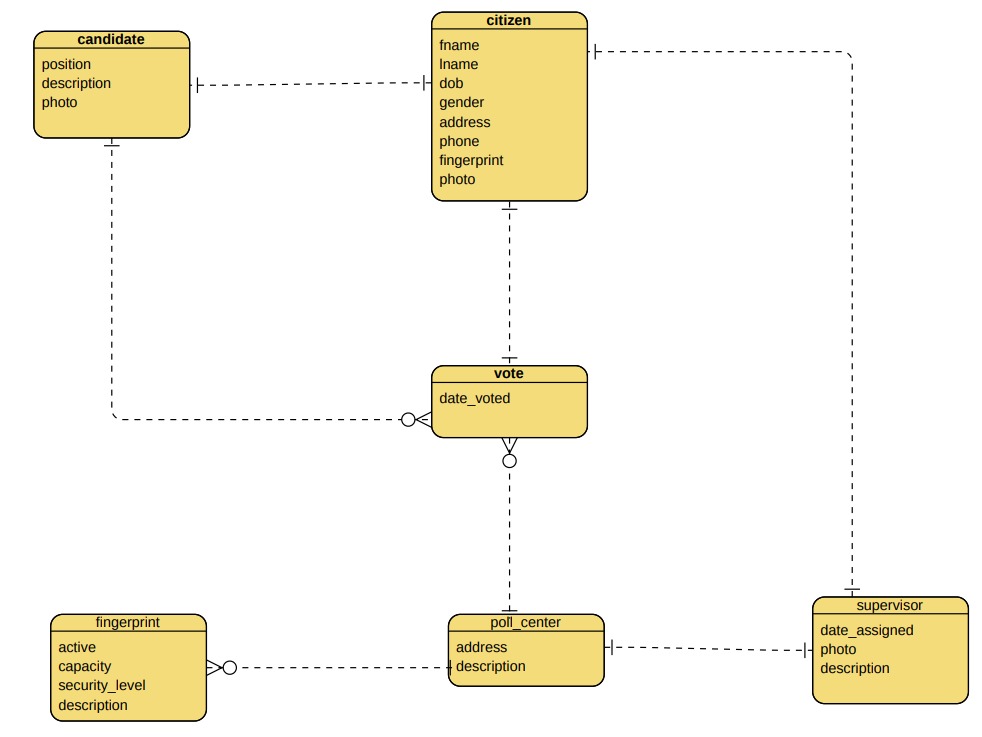 candidate
position
description
photo
citizen
fname
lname
dob
gender
address
phone
fingerprint
photo
vote
date_voted
fingerprint
active
capacity
security_level
description
poll_center
address
description
supervisor
date_assigned
photo
description